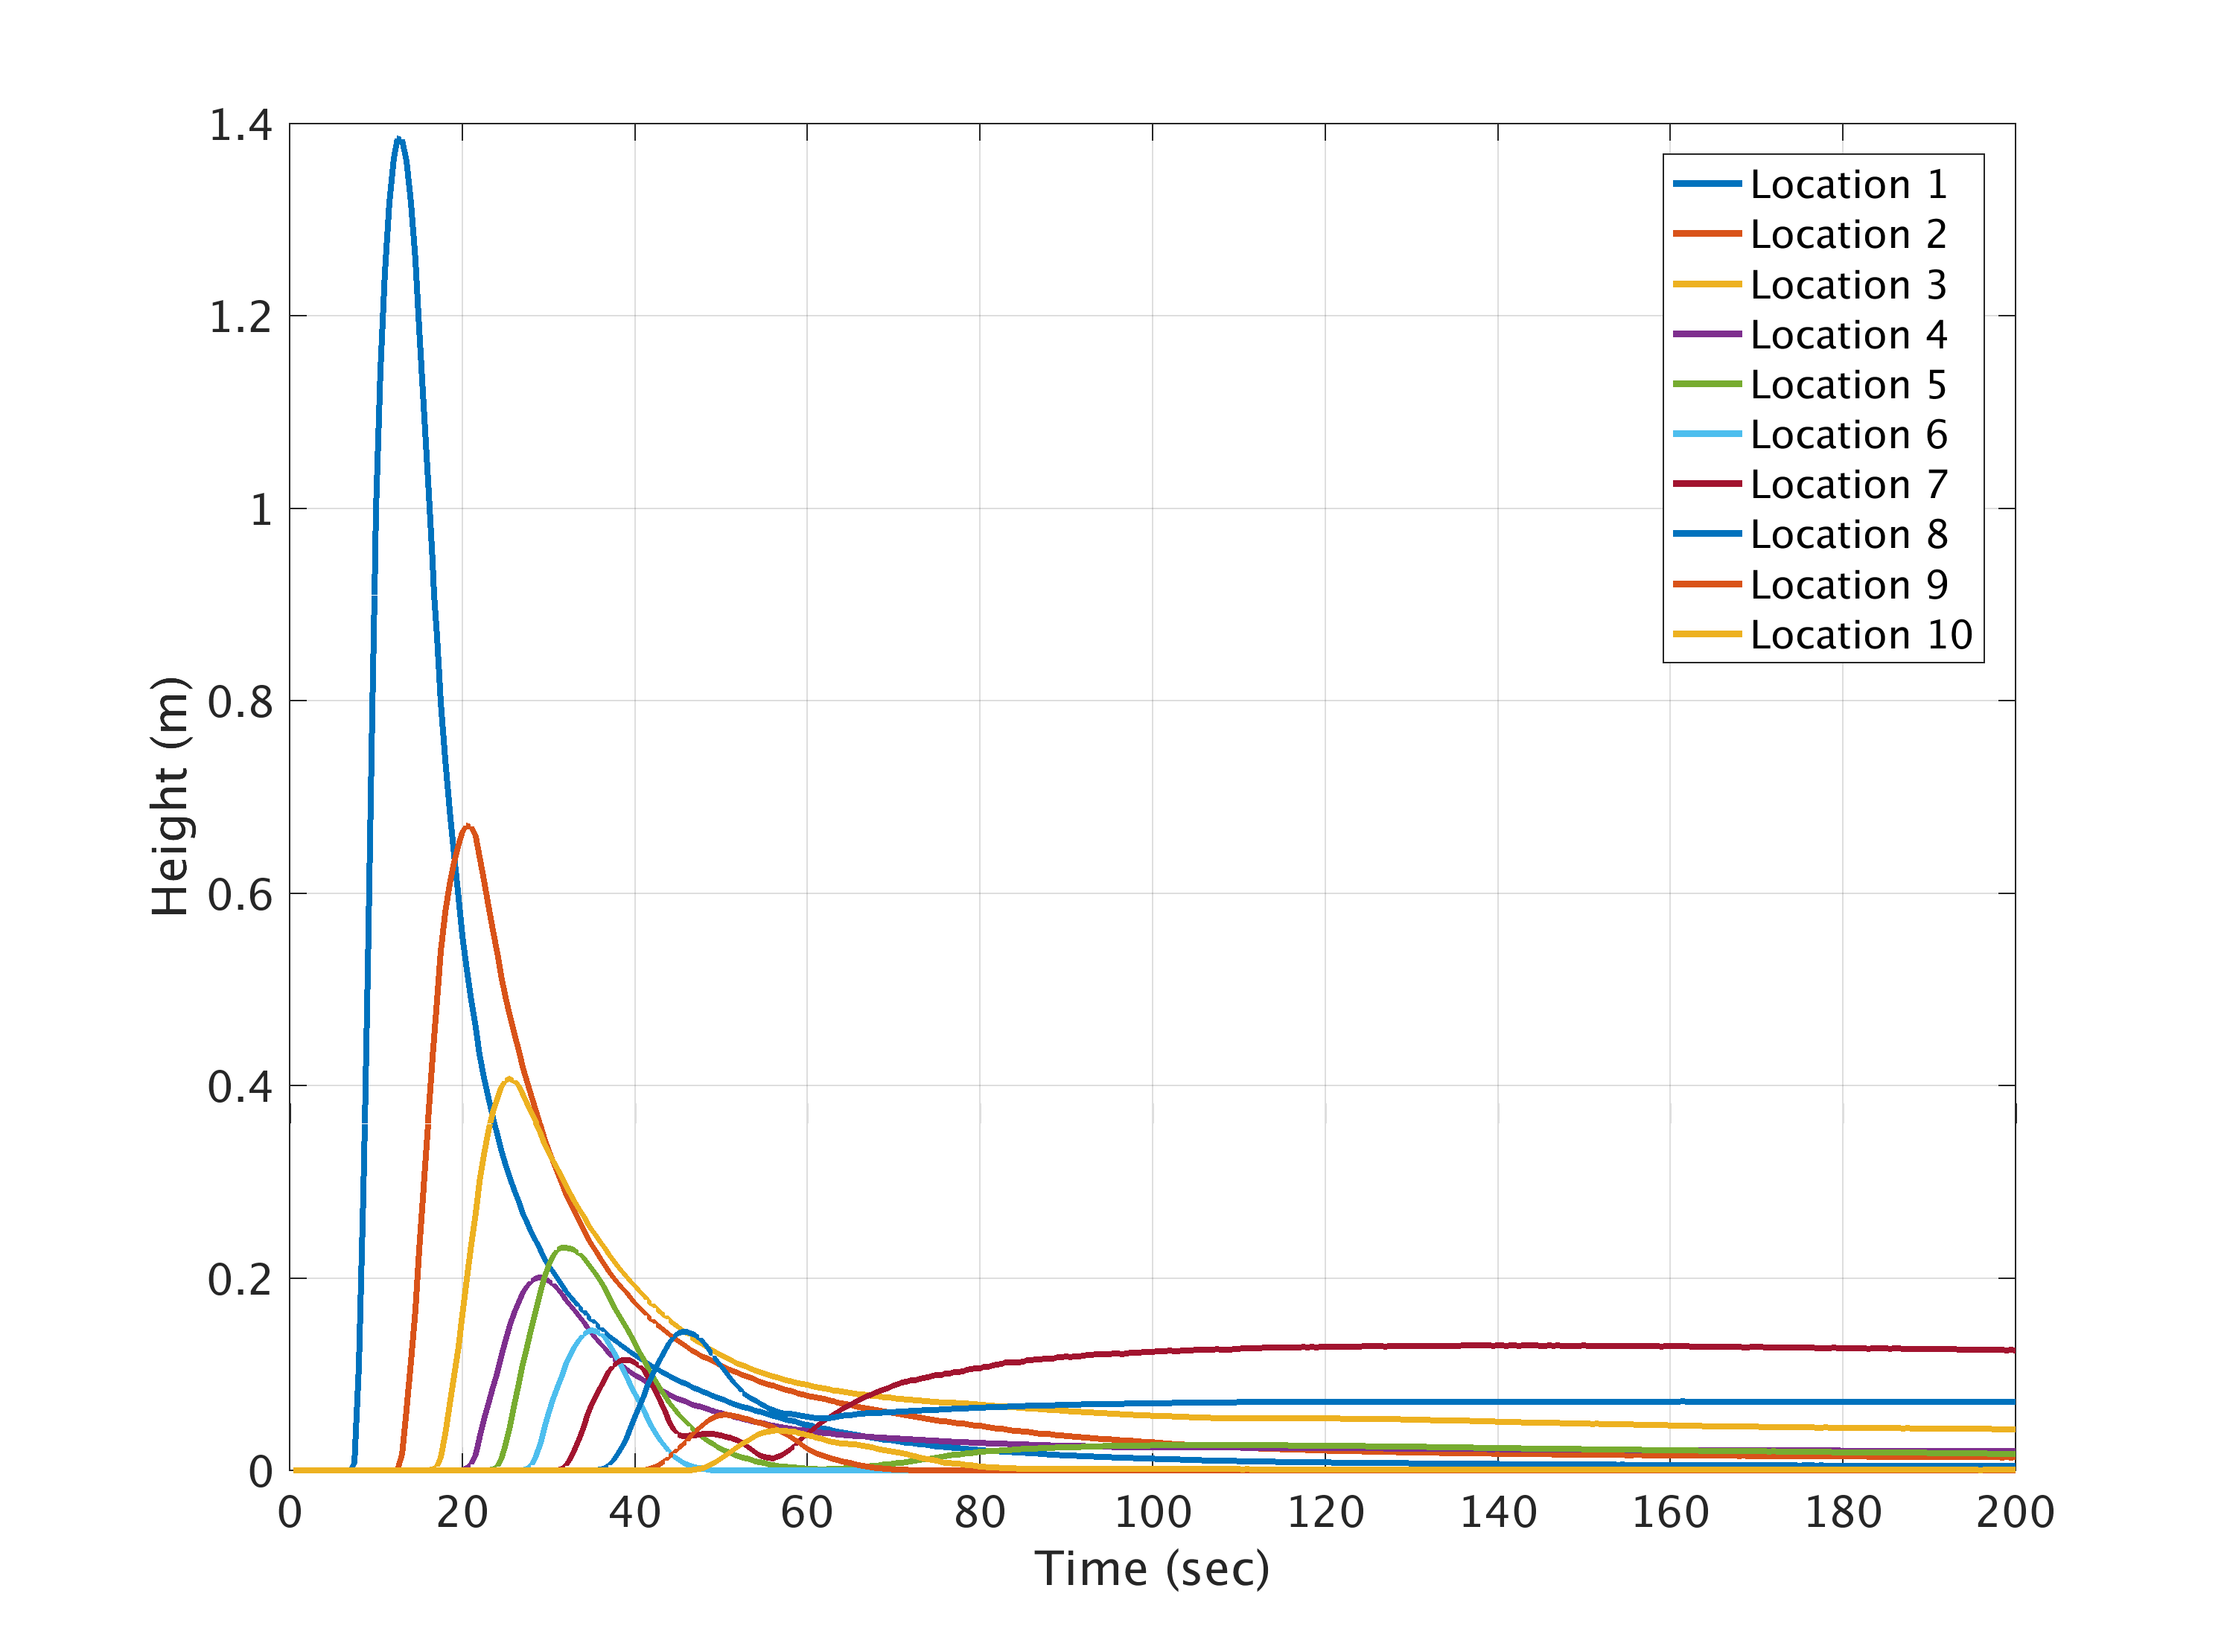 1.4
1.2
1
0.8
0.6
0.4
0.2
0
Height (m)
0 20 40 60 80 100 120 140 160 180 200
Time (sec)
Location 1
Location 2
Location 3
Location 4
Location 5
Location 6
Location 7
Location 8
Location 9
Location 10